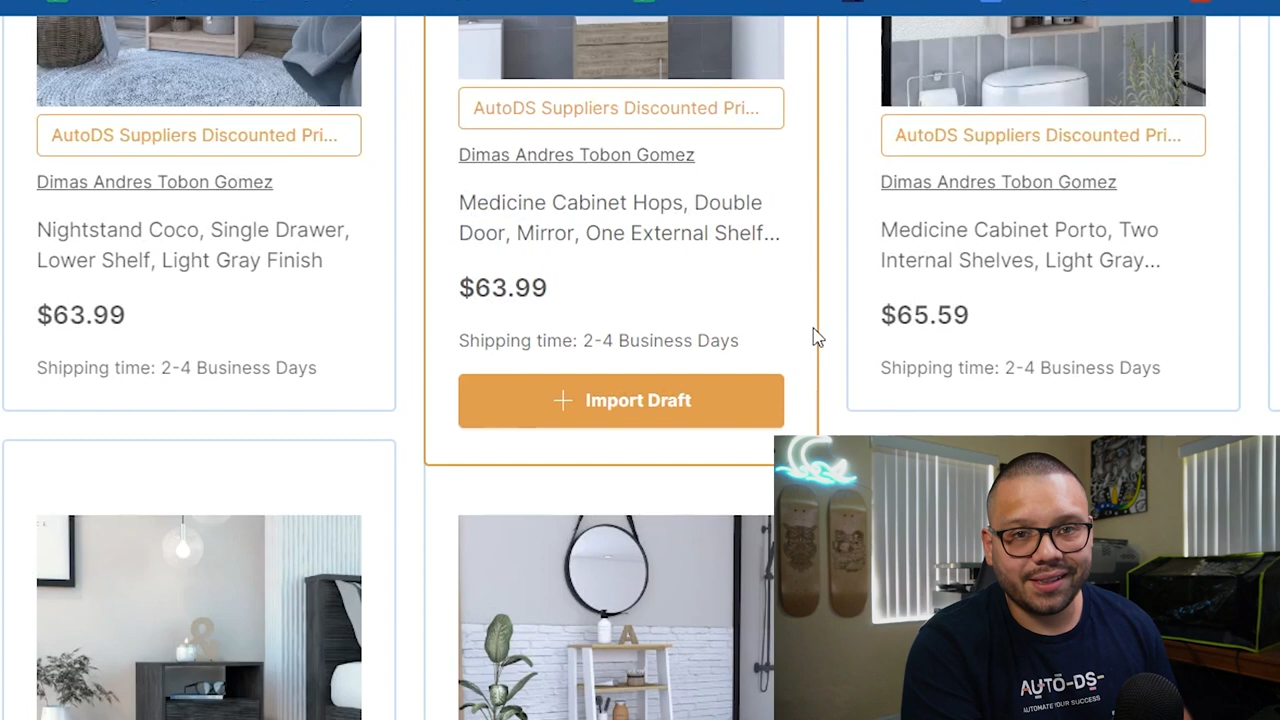 AutoDS Suppliers Discounted Pri...
Dimas Andres Tobon Gomez
Nightstand Coco, Single Drawer,
Lower Shelf, Light Gray Finish
$63.99
Shipping time: 2-4 Business Days
AutoDS Suppliers Discounted Pri...
Dimas Andres Tobon Gomez
Medicine Cabinet Hops, Double
Door, Mirror, One External Shelf...
$63.99
Shipping time: 2-4 Business Days
Import Draft
AutoDS Suppliers Discounted Pri...
Dimas Andres Tobon Gomez
Medicine Cabinet Porto, Two
Internal Shelves, Light Gray...
$65.59
Shipping time: 2-4 Business Days
&
A
AUTO-DS
AUTOMATE YOUR SUCCESS